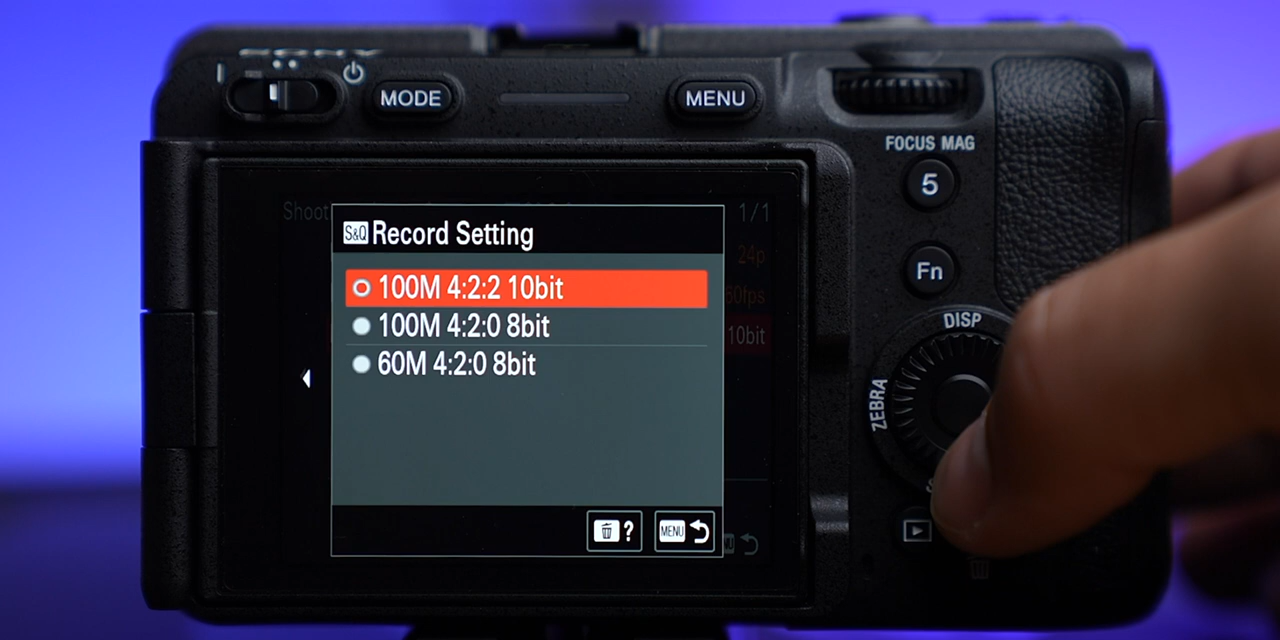 MODE
MENU
FOCUS MAG
5
Fn
DISP
ZEBRA
Shoot
1/1
S&Q Record Setting
24p
100M 4:2:2 10bit
60fps
100M 4:2:0 8bit
10bit
60M 4:2:0 8bit
?
MENU